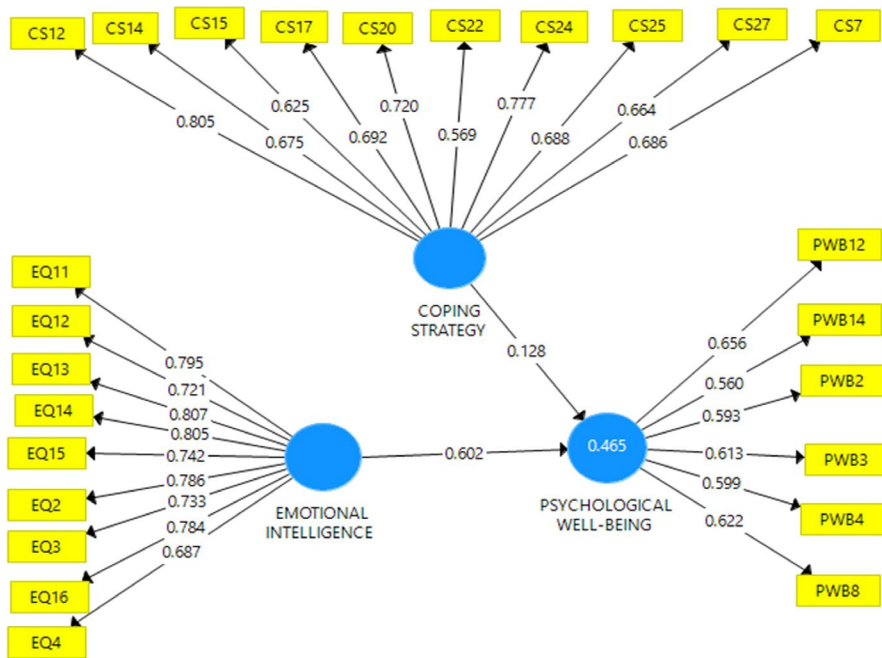 CS12
CS14
CS15
CS17
CS20
CS22
CS24
CS25
CS27
CS7
0.805
0.675
0.625
0.692
0.720
0.569
0.777
0.688
0.664
0.686
COPING
STRATEGY
0.128
EQ11
EQ12
EQ13
EQ14
EQ15
EQ2
EQ3
EQ16
EQ4
0.795
0.721
0.807
0.805
0.742
0.786
0.733
0.784
0.687
EMOTIONAL
INTELLIGENCE
0.602
0.465
PSYCHOLOGICAL
WELL-BEING
0.656
0.560
0.593
0.613
0.599
0.622
PWB12
PWB14
PWB2
PWB3
PWB4
PWB8